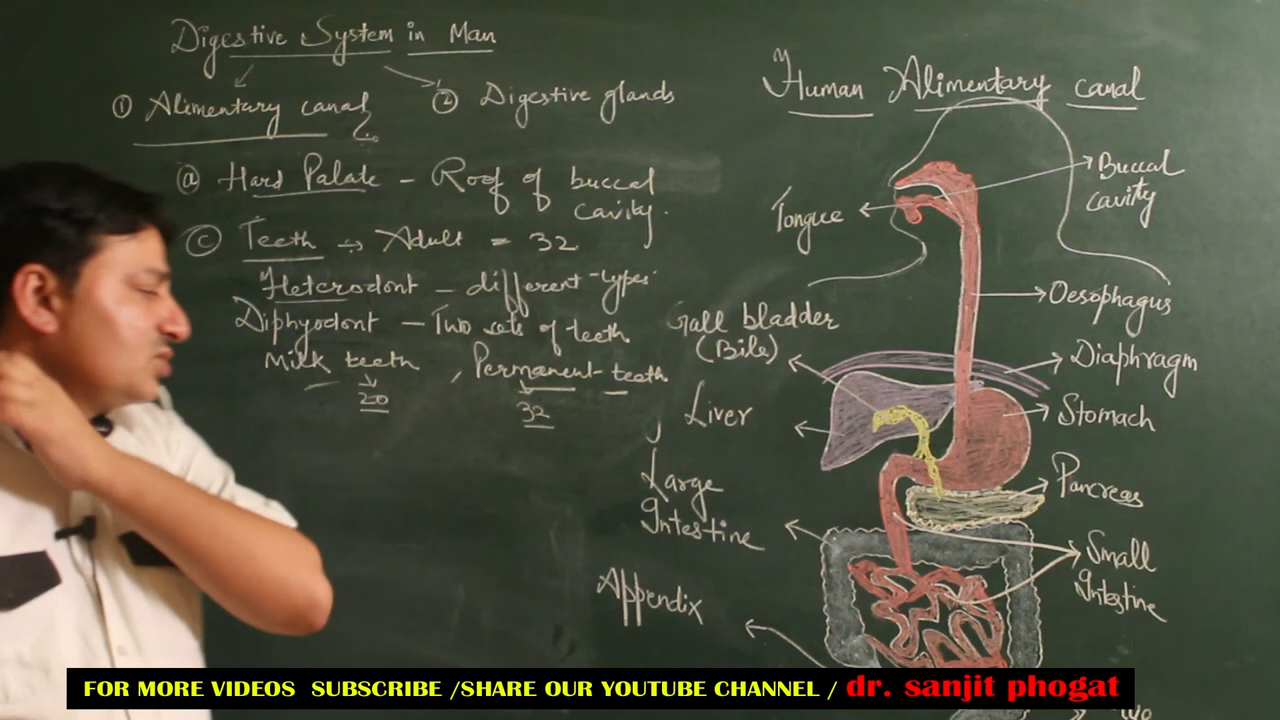 Digestive System in Man
① Alimentary canal
② Digestive glands
ⓐ Hard Palate - Roof of buccal
cavity.
ⓒ Teeth → Adult = 32
Hetcrodont - different types
Diphyodont - Two sets of teeth
Milk teeth , Permanent teeth
20
32
Human Alimentary canal
Buccal
cavity
Tongue
Oesophagus
Gall bladder
(Bile)
Diaphragm
Liver
Stomach
Large
Intestine
Pancreas
Small
Intestine
Appendix
FOR MORE VIDEOS SUBSCRIBE /SHARE OUR YOUTUBE CHANNEL / dr. sanjit phogat